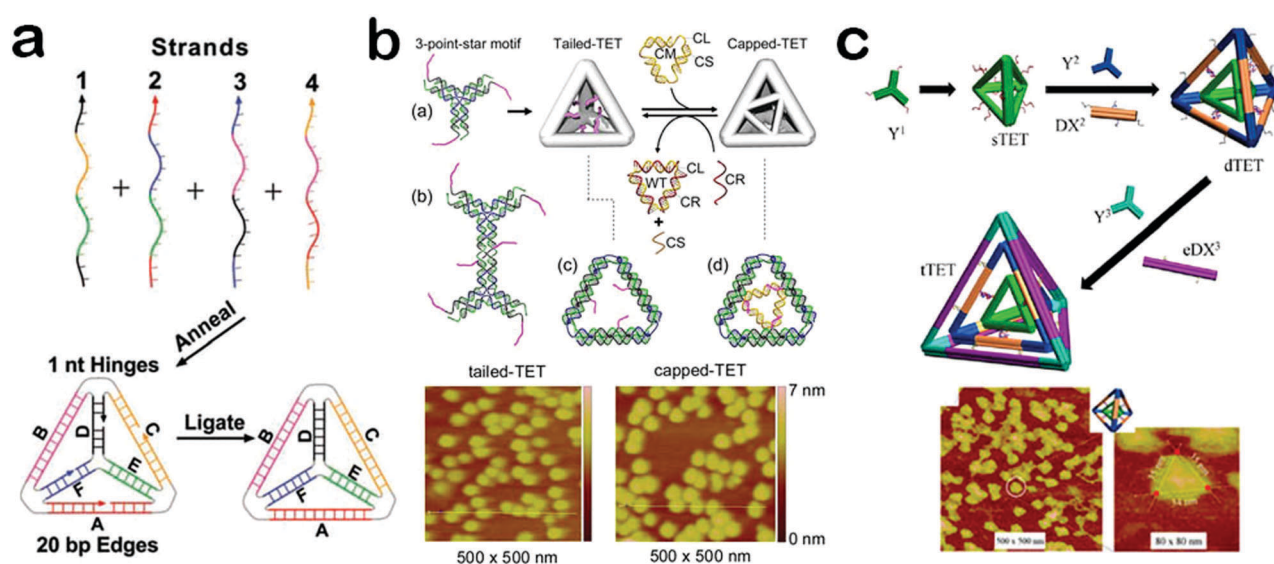 a
Strands
1 2 3 4
+ + +
Anneal
1 nt Hinges
B D C
F E
A
20 bp Edges
Ligate
B D C
F E
A
b
3-point-star motif
Tailed-TET
CM
CL
CS
Capped-TET
(a)
(b)
WT
CL
CR
CR
+
CS
(c)
(d)
tailed-TET
capped-TET
7 nm
0 nm
500 x 500 nm
500 x 500 nm
c
Y¹
sTET
Y²
DX²
dTET
Y³
eDX³
tTET
500 x 500 nm
80 x 80 nm